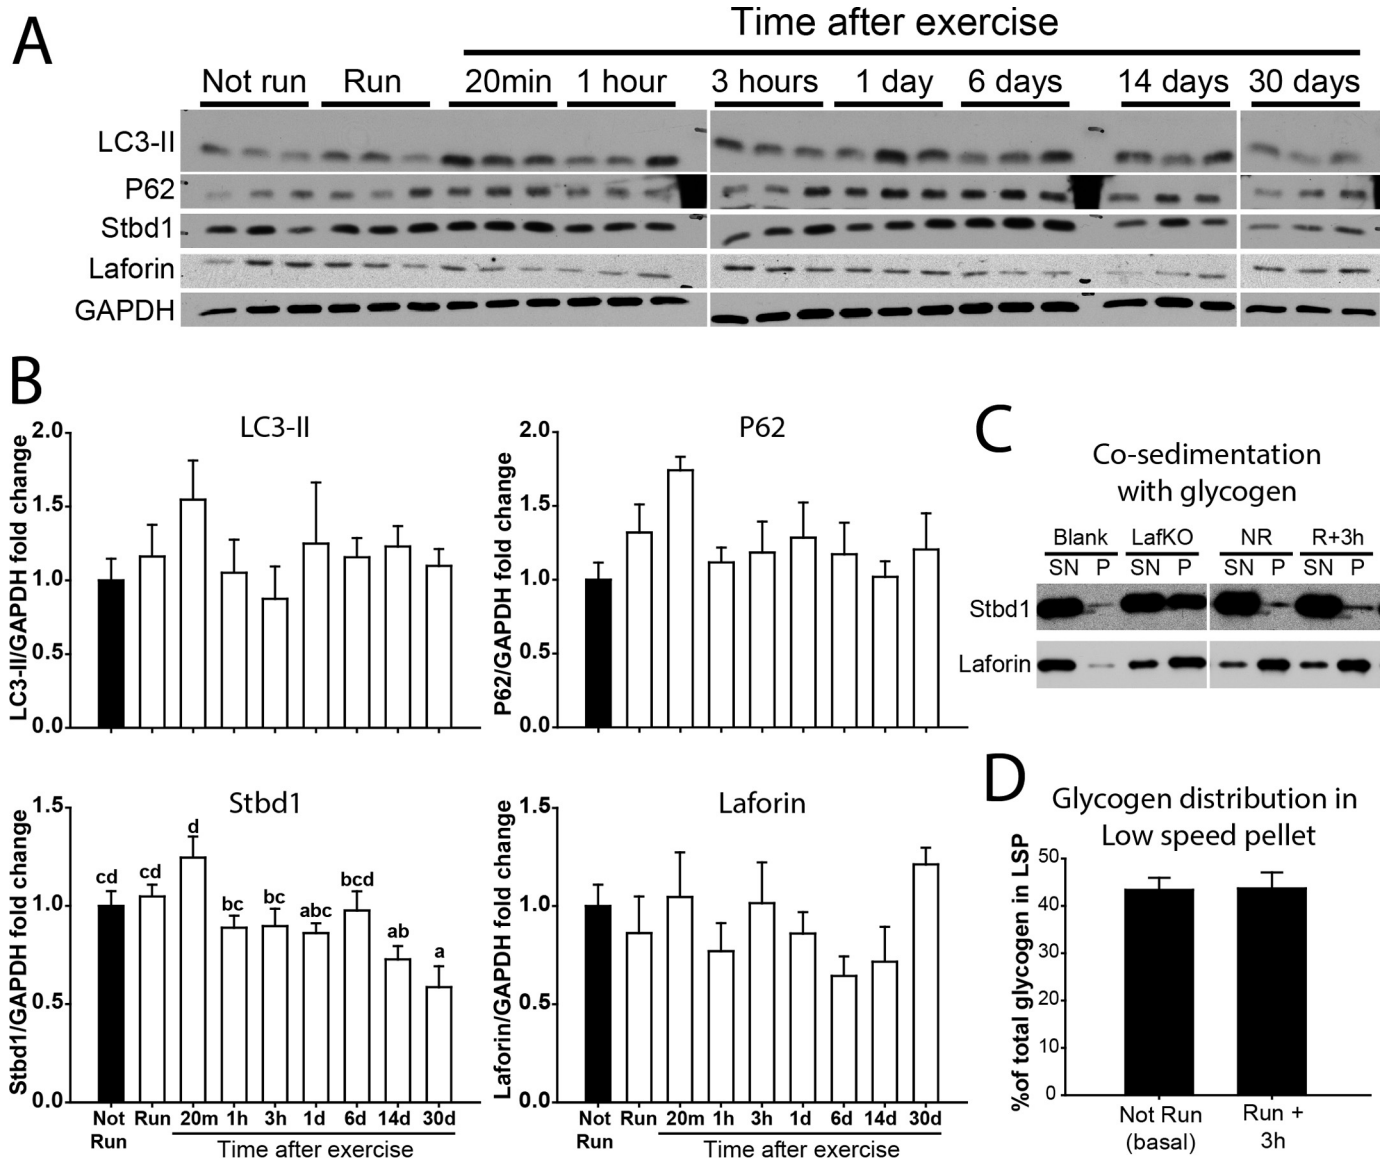 A
Time after exercise
Not run Run 20min 1 hour 3 hours 1 day 6 days 14 days 30 days
LC3-II
P62
Stbd1
Laforin
GAPDH
B
LC3-II
LC3-II/GAPDH fold change
2.0
1.5
1.0
0.5
0.0
P62
P62/GAPDH fold change
2.0
1.5
1.0
0.5
0.0
Stbd1
Stbd1/GAPDH fold change
1.5
1.0
0.5
0.0
cd cd d bc bc abc bcd ab a
Not Run Run 20m 1h 3h 1d 6d 14d 30d
Time after exercise
Laforin
Laforin/GAPDH fold change
1.5
1.0
0.5
0.0
Not Run Run 20m 1h 3h 1d 6d 14d 30d
Time after exercise
C
Co-sedimentation
with glycogen
Blank LafKO NR R+3h
SN P SN P SN P SN P
Stbd1
Laforin
D
Glycogen distribution in
Low speed pellet
%of total glycogen in LSP
50
40
30
20
10
0
Not Run
(basal)
Run +
3h